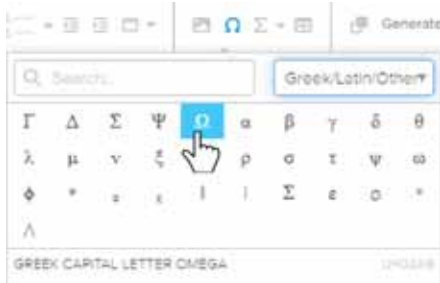 Ω Σ Generate
Search... Greek/Latin/Other
Γ Δ Σ Ψ Ω α β γ δ θ
λ μ ν ξ ρ σ τ ψ ω
Φ Σ ε
Λ
GREEK CAPITAL LETTER OMEGA